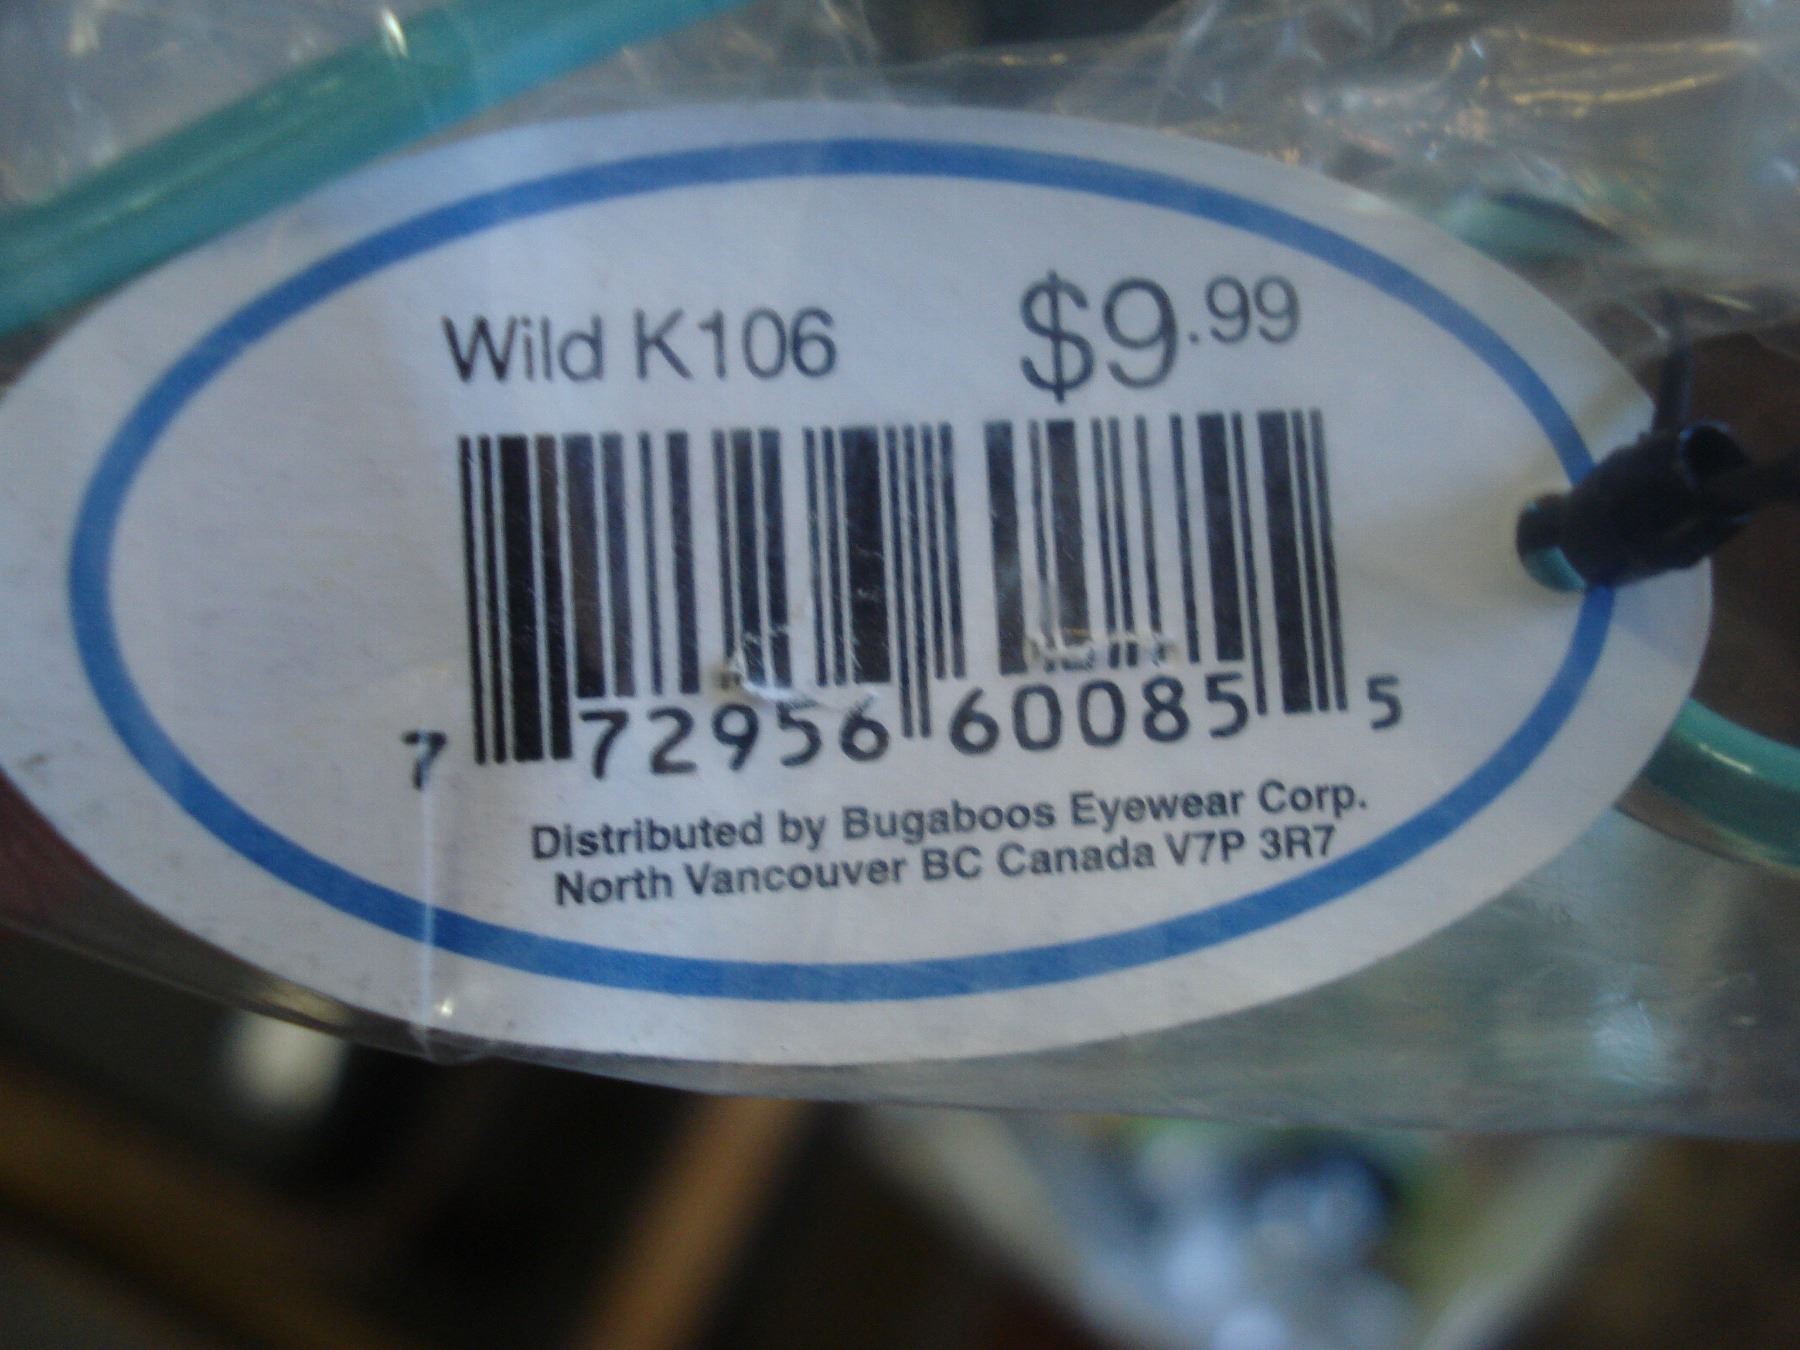 Wild K106 $9.99
7 72956 60085 5
Distributed by Bugaboos Eyewear Corp.
North Vancouver BC Canada V7P 3R7